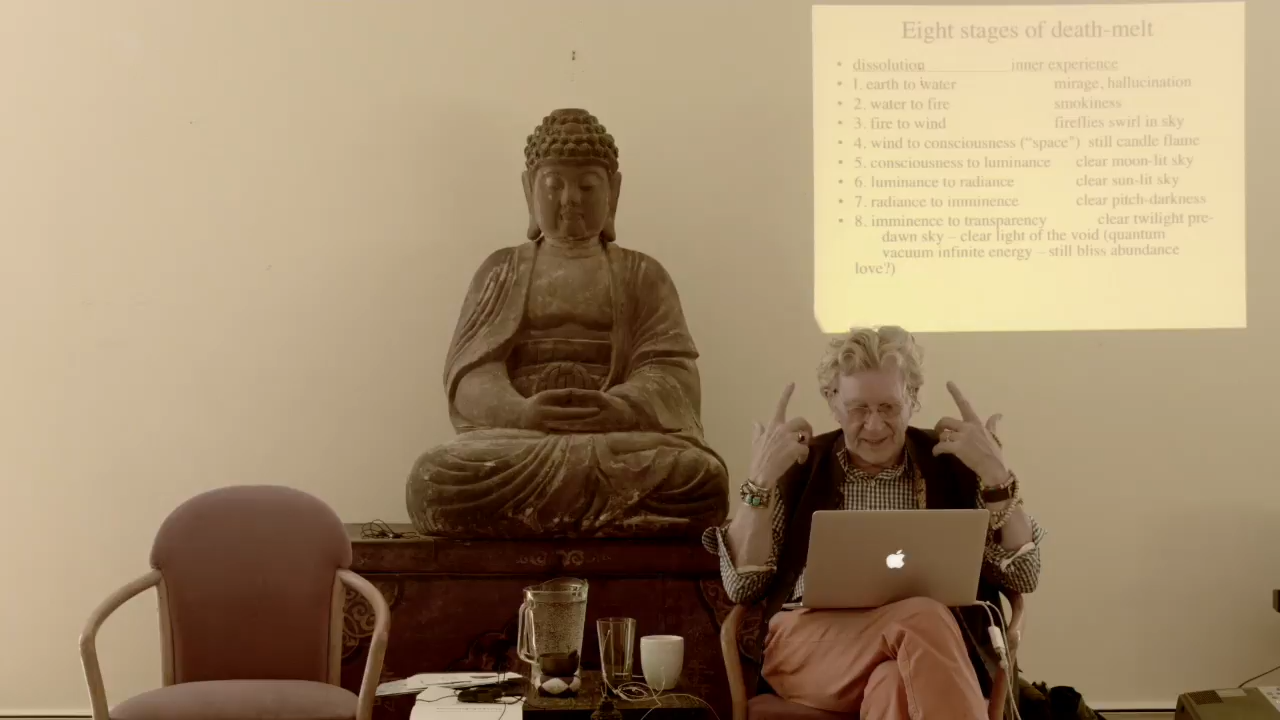 Eight stages of death-melt
• dissolution inner experience
• 1. earth to water mirage, hallucination
• 2. water to fire smokiness
• 3. fire to wind fireflies swirl in sky
• 4. wind to consciousness (“space”) still candle flame
• 5. consciousness to luminance clear moon-lit sky
• 6. luminance to radiance clear sun-lit sky
• 7. radiance to imminence clear pitch-darkness
• 8. imminence to transparency clear twilight pre-
dawn sky – clear light of the void (quantum
vacuum infinite energy – still bliss abundance
love?)